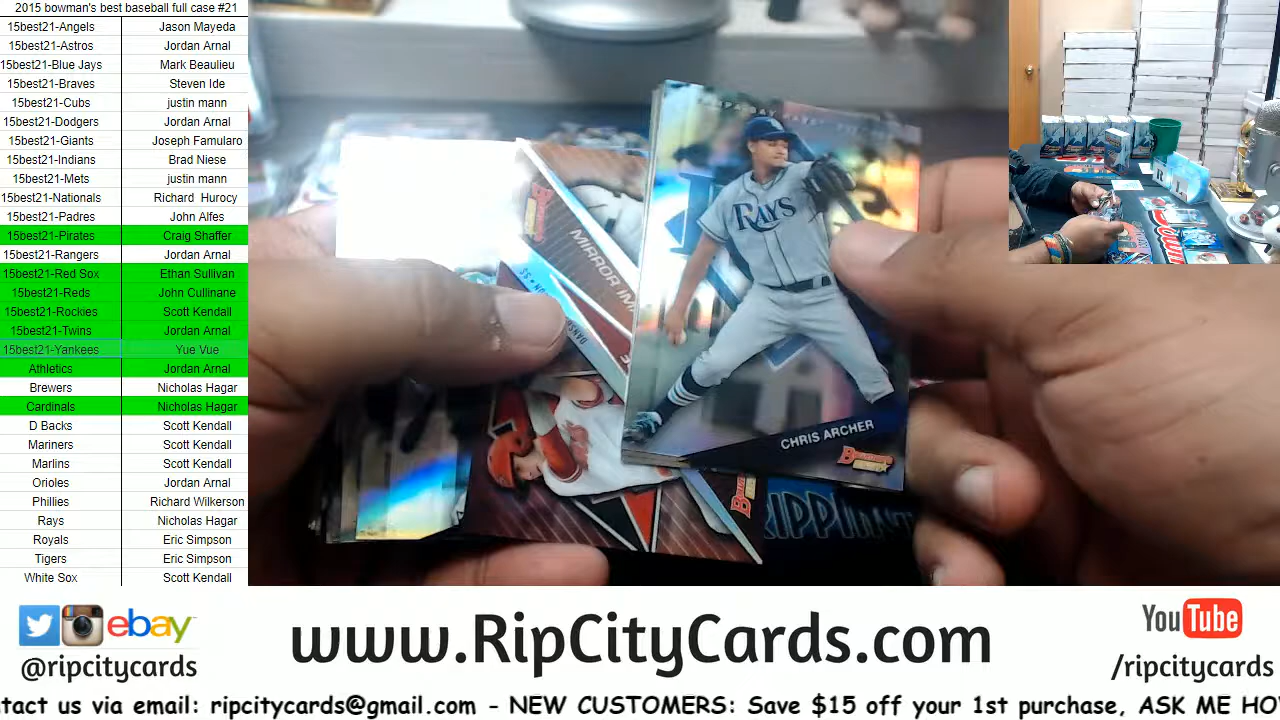 2015 bowman's best baseball full case #21
15best21-Angels Jason Mayeda
15best21-Astros Jordan Arnal
15best21-Blue Jays Mark Beaulieu
15best21-Braves Steven Ide
15best21-Cubs justin mann
15best21-Dodgers Jordan Arnal
15best21-Giants Joseph Famularo
15best21-Indians Brad Niese
15best21-Mets justin mann
15best21-Nationals Richard Hurocy
15best21-Padres John Alfes
15best21-Pirates Craig Shaffer
15best21-Rangers Jordan Arnal
15best21-Red Sox Ethan Sullivan
15best21-Reds John Cullinane
15best21-Rockies Scott Kendall
15best21-Twins Jordan Arnal
15best21-Yankees Yue Vue
Athletics Jordan Arnal
Brewers Nicholas Hagar
Cardinals Nicholas Hagar
D Backs Scott Kendall
Mariners Scott Kendall
Marlins Scott Kendall
Orioles Jordan Arnal
Phillies Richard Wilkerson
Rays Nicholas Hagar
Royals Eric Simpson
Tigers Eric Simpson
White Sox Scott Kendall
RAYS
CHRIS ARCHER
MIRROR IM
ebay
@ripcitycards
www.RipCityCards.com
YouTube
/ripcitycards
tact us via email: ripcitycards@gmail.com - NEW CUSTOMERS: Save $15 off your 1st purchase, ASK ME HO